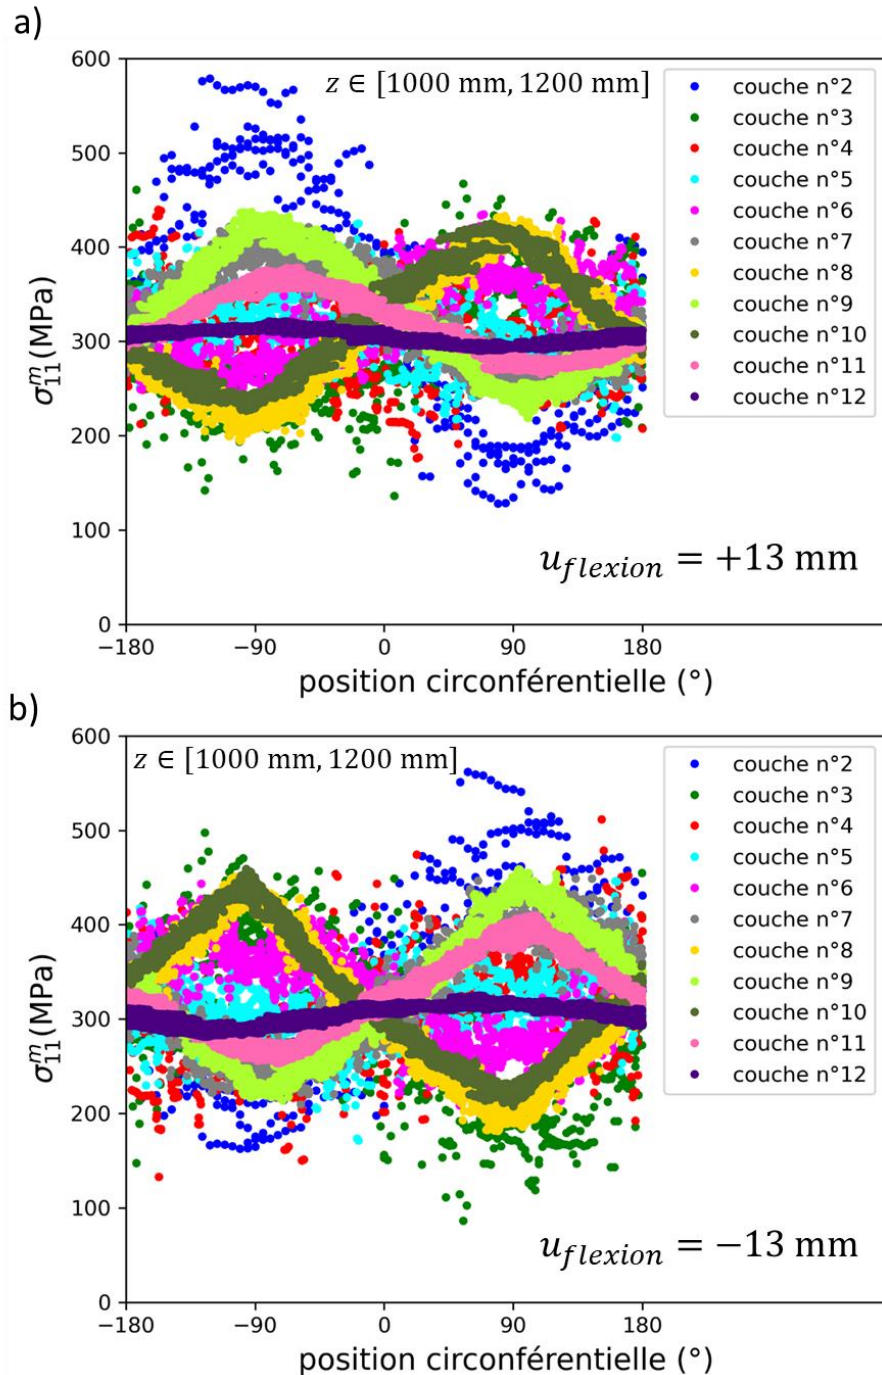 a)
600
500
400
300
200
100
0
σ₁₁ᵐ(MPa)
z ∈ [1000 mm, 1200 mm]
couche n°2
couche n°3
couche n°4
couche n°5
couche n°6
couche n°7
couche n°8
couche n°9
couche n°10
couche n°11
couche n°12
u_flexion = +13 mm
−180 −90 0 90 180
position circonférentielle (°)
b)
600
500
400
300
200
100
0
σ₁₁ᵐ(MPa)
z ∈ [1000 mm, 1200 mm]
couche n°2
couche n°3
couche n°4
couche n°5
couche n°6
couche n°7
couche n°8
couche n°9
couche n°10
couche n°11
couche n°12
u_flexion = −13 mm
−180 −90 0 90 180
position circonférentielle (°)